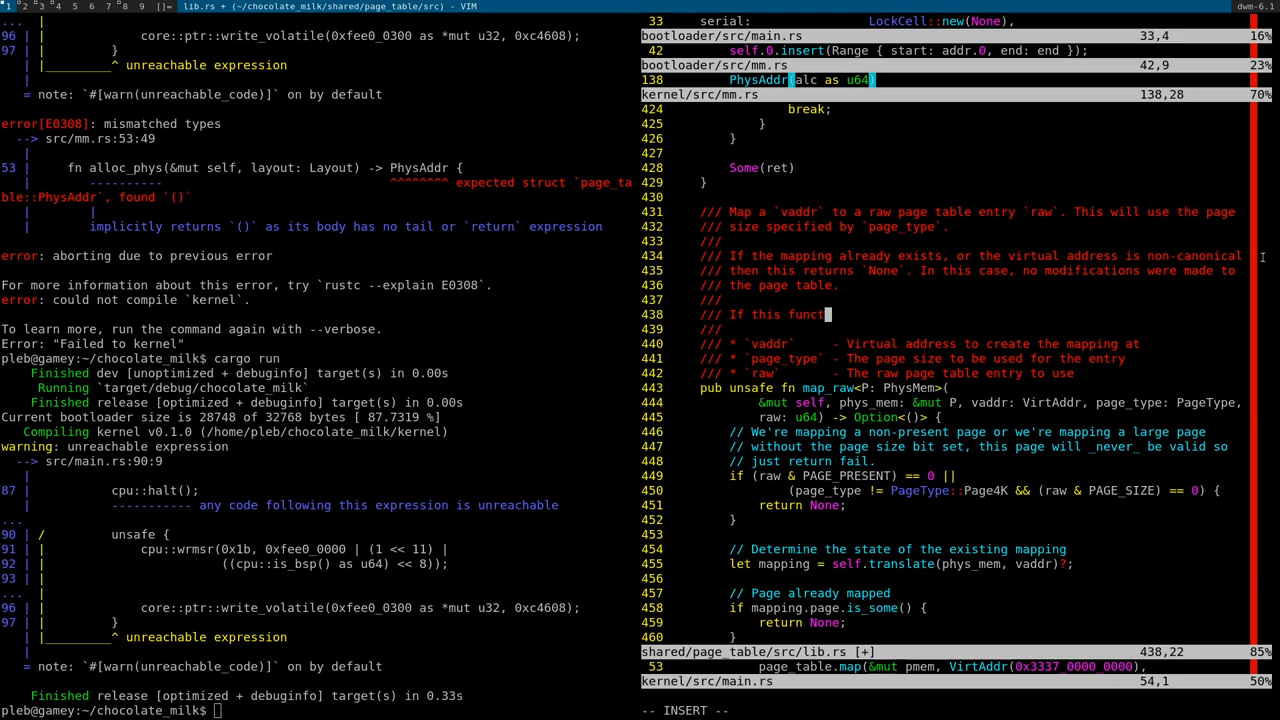 1 2 3 4 5 6 7 8 9 []= lib.rs + (~/chocolate_milk/shared/page_table/src) - VIM dwm-6.1
... |
96 | | core::ptr::write_volatile(0xfee0_0300 as *mut u32, 0xc4608);
97 | | }
| |_________^ unreachable expression
|
= note: `#[warn(unreachable_code)]` on by default
error[E0308]: mismatched types
--> src/mm.rs:53:49
|
53 | fn alloc_phys(&mut self, layout: Layout) -> PhysAddr {
| ---------- ^^^^^^^^ expected struct `page_ta
ble::PhysAddr`, found `()`
| |
| implicitly returns `()` as its body has no tail or `return` expression
error: aborting due to previous error
For more information about this error, try `rustc --explain E0308`.
error: could not compile `kernel`.
To learn more, run the command again with --verbose.
Error: "Failed to kernel"
pleb@gamey:~/chocolate_milk$ cargo run
Finished dev [unoptimized + debuginfo] target(s) in 0.00s
Running `target/debug/chocolate_milk`
Finished release [optimized + debuginfo] target(s) in 0.00s
Current bootloader size is 28748 of 32768 bytes [ 87.7319 %]
Compiling kernel v0.1.0 (/home/pleb/chocolate_milk/kernel)
warning: unreachable expression
--> src/main.rs:90:9
|
87 | cpu::halt();
| ----------- any code following this expression is unreachable
...
90 | / unsafe {
91 | | cpu::wrmsr(0x1b, 0xfee0_0000 | (1 << 11) |
92 | | ((cpu::is_bsp() as u64) << 8));
93 | |
... |
96 | | core::ptr::write_volatile(0xfee0_0300 as *mut u32, 0xc4608);
97 | | }
| |_________^ unreachable expression
|
= note: `#[warn(unreachable_code)]` on by default
Finished release [optimized + debuginfo] target(s) in 0.33s
pleb@gamey:~/chocolate_milk$
33 serial: LockCell::new(None),
bootloader/src/main.rs 33,4 16%
42 self.0.insert(Range { start: addr.0, end: end });
bootloader/src/mm.rs 42,9 23%
138 PhysAddr(alc as u64)
kernel/src/mm.rs 138,28 70%
424 break;
425 }
426 }
427
428 Some(ret)
429 }
430
431 /// Map a `vaddr` to a raw page table entry `raw`. This will use the page
432 /// size specified by `page_type`.
433 ///
434 /// If the mapping already exists, or the virtual address is non-canonical
435 /// then this returns `None`. In this case, no modifications were made to
436 /// the page table.
437 ///
438 /// If this funct
439 ///
440 /// * `vaddr` - Virtual address to create the mapping at
441 /// * `page_type` - The page size to be used for the entry
442 /// * `raw` - The raw page table entry to use
443 pub unsafe fn map_raw<P: PhysMem>(
444 &mut self, phys_mem: &mut P, vaddr: VirtAddr, page_type: PageType,
445 raw: u64) -> Option<()> {
446 // We're mapping a non-present page or we're mapping a large page
447 // without the page size bit set, this page will _never_ be valid so
448 // just return fail.
449 if (raw & PAGE_PRESENT) == 0 ||
450 (page_type != PageType::Page4K && (raw & PAGE_SIZE) == 0) {
451 return None;
452 }
453
454 // Determine the state of the existing mapping
455 let mapping = self.translate(phys_mem, vaddr)?;
456
457 // Page already mapped
458 if mapping.page.is_some() {
459 return None;
460 }
shared/page_table/src/lib.rs [+] 438,22 85%
53 page_table.map(&mut pmem, VirtAddr(0x3337_0000_0000),
kernel/src/main.rs 54,1 50%
-- INSERT --